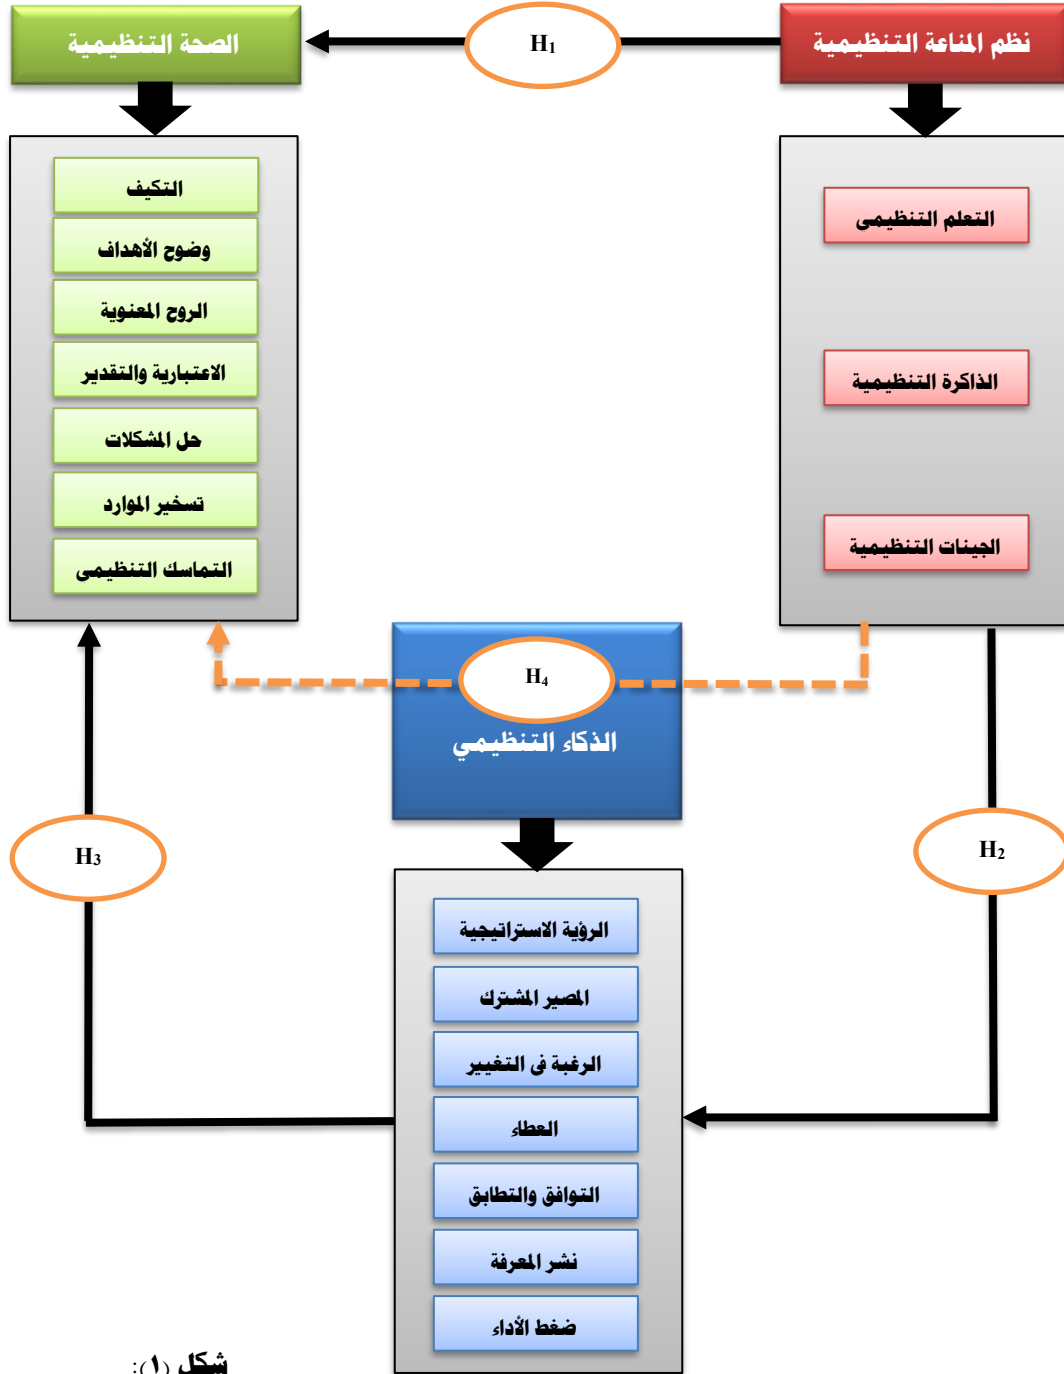 نظم المناعة التنظيمية
H1
الصحة التنظيمية
التعلم التنظيمى
الذاكرة التنظيمية
الجينات التنظيمية
التكيف
وضوح الأهداف
الروح المعنوية
الاعتبارية والتقدير
حل المشكلات
تسخير الموارد
التماسك التنظيمى
H4
الذكاء التنظيمي
H2
H3
الرؤية الاستراتيجية
المصير المشترك
الرغبة فى التغيير
العطاء
التوافق والتطابق
نشر المعرفة
ضغط الأداء
شكل (١):